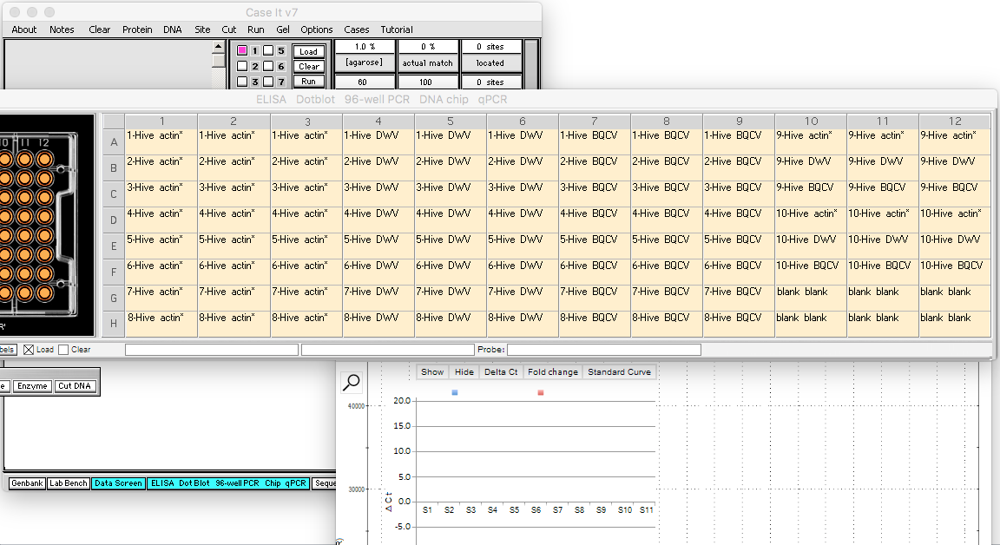 Case It v7
About Notes Clear Protein DNA Site Cut Run Gel Options Cases Tutorial
1 5 Load 1.0 % 0 % 0 sites
2 6 Clear [agarose] actual match located
3 7 Run 60 100 0 sites
ELISA Dotblot 96-well PCR DNA chip qPCR
1 2 3 4 5 6 7 8 9 10 11 12
A 1-Hive actin* 1-Hive actin* 1-Hive actin* 1-Hive DWV 1-Hive DWV 1-Hive DWV 1-Hive BQCV 1-Hive BQCV 1-Hive BQCV 9-Hive actin* 9-Hive actin* 9-Hive actin*
0 11 12
B 2-Hive actin* 2-Hive actin* 2-Hive actin* 2-Hive DWV 2-Hive DWV 2-Hive DWV 2-Hive BQCV 2-Hive BQCV 2-Hive BQCV 9-Hive DWV 9-Hive DWV 9-Hive DWV
C 3-Hive actin* 3-Hive actin* 3-Hive actin* 3-Hive DWV 3-Hive DWV 3-Hive DWV 3-Hive BQCV 3-Hive BQCV 3-Hive BQCV 9-Hive BQCV 9-Hive BQCV 9-Hive BQCV
D 4-Hive actin* 4-Hive actin* 4-Hive actin* 4-Hive DWV 4-Hive DWV 4-Hive DWV 4-Hive BQCV 4-Hive BQCV 4-Hive BQCV 10-Hive actin* 10-Hive actin* 10-Hive actin*
E 5-Hive actin* 5-Hive actin* 5-Hive actin* 5-Hive DWV 5-Hive DWV 5-Hive DWV 5-Hive BQCV 5-Hive BQCV 5-Hive BQCV 10-Hive DWV 10-Hive DWV 10-Hive DWV
F 6-Hive actin* 6-Hive actin* 6-Hive actin* 6-Hive DWV 6-Hive DWV 6-Hive DWV 6-Hive BQCV 6-Hive BQCV 6-Hive BQCV 10-Hive BQCV 10-Hive BQCV 10-Hive BQCV
G 7-Hive actin* 7-Hive actin* 7-Hive actin* 7-Hive DWV 7-Hive DWV 7-Hive DWV 7-Hive BQCV 7-Hive BQCV 7-Hive BQCV blank blank blank blank blank blank
H 8-Hive actin* 8-Hive actin* 8-Hive actin* 8-Hive DWV 8-Hive DWV 8-Hive DWV 8-Hive BQCV 8-Hive BQCV 8-Hive BQCV blank blank blank blank blank blank
R'
bels Load Clear Probe:
e Enzyme Cut DNA
Show Hide Delta Ct Fold change Standard Curve
20.0
40000
15.0
10.0
5.0
30000
0.0
Δ Ct
S1 S2 S3 S4 S5 S6 S7 S8 S9 S10 S11
-5.0
Genbank Lab Bench Data Screen ELISA Dot Blot 96-well PCR Chip qPCR Seque